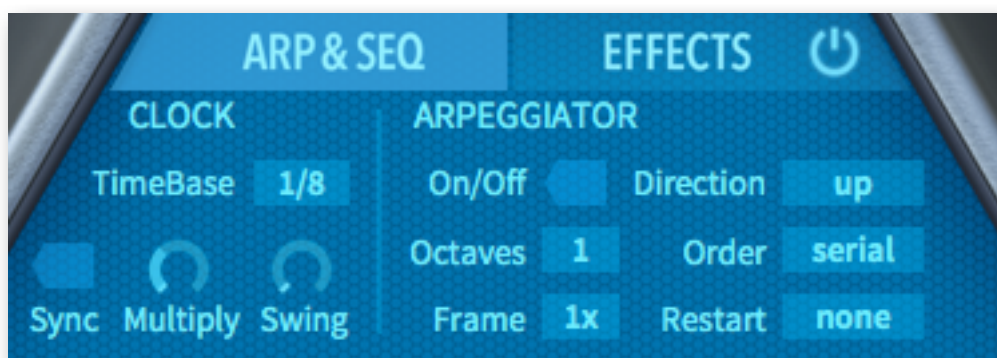 ARP & SEQ EFFECTS
CLOCK
TimeBase 1/8
Sync Multiply Swing
ARPEGGIATOR
On/Off Direction up
Octaves 1 Order serial
Frame 1x Restart none